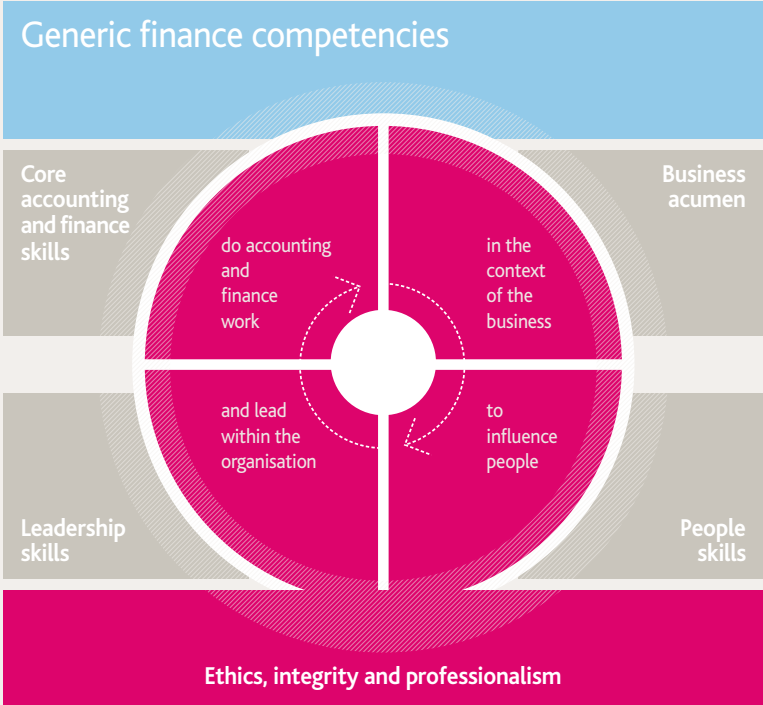 Generic finance competencies
Core
accounting
and finance
skills
Business
acumen
do accounting
and
finance
work
in the
context
of the
business
and lead
within the
organisation
to
influence
people
Leadership
skills
People
skills
Ethics, integrity and professionalism